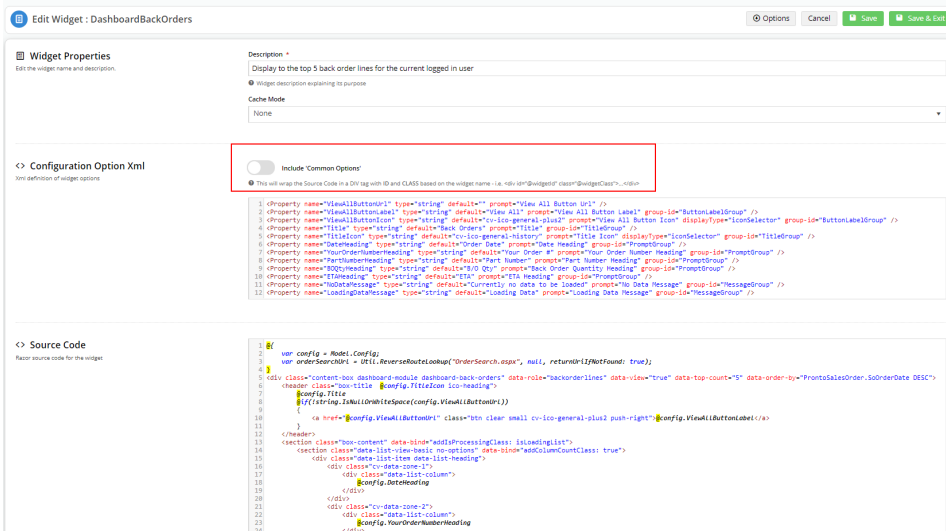 Edit Widget : DashboardBackOrders
Options
Cancel
Save
Save & Exit
Widget Properties
Edit the widget name and description.
Description *
Display to the top 5 back order lines for the current logged in user
Widget description explaining its purpose
Cache Mode
None
<> Configuration Option Xml
Xml definition of widget options
Include 'Common Options'
This will wrap the Source Code in a DIV tag with ID and CLASS based on the widget name - i.e. <div id="@widgetId" class="@widgetClass">...</div>
1 <Property name="ViewAllButtonUrl" type="string" default="" prompt="View All Button Url" />
2 <Property name="ViewAllButtonLabel" type="string" default="View All" prompt="View All Button Label" group-id="ButtonLabelGroup" />
3 <Property name="ViewAllButtonIcon" type="string" default="cv-ico-general-plus2" prompt="View All Button Icon" displayType="iconSelector" group-id="ButtonLabelGroup" />
4 <Property name="Title" type="string" default="Back Orders" prompt="Title" group-id="TitleGroup" />
5 <Property name="TitleIcon" type="string" default="cv-ico-general-history" prompt="Title Icon" displayType="iconSelector" group-id="TitleGroup" />
6 <Property name="DateHeading" type="string" default="Order Date" prompt="Date Heading" group-id="PromptGroup" />
7 <Property name="YourOrderNumberHeading" type="string" default="Your Order #" prompt="Your Order Number Heading" group-id="PromptGroup" />
8 <Property name="PartNumberHeading" type="string" default="Part Number" prompt="Part Number Heading" group-id="PromptGroup" />
9 <Property name="BOQtyHeading" type="string" default="B/O Qty" prompt="Back Order Quantity Heading" group-id="PromptGroup" />
10 <Property name="ETAHeading" type="string" default="ETA" prompt="ETA Heading" group-id="PromptGroup" />
11 <Property name="NoDataMessage" type="string" default="Currently no data to be loaded" prompt="No Data Message" group-id="MessageGroup" />
12 <Property name="LoadingDataMessage" type="string" default="Loading Data" prompt="Loading Data Message" group-id="MessageGroup" />
<> Source Code
Razor source code for the widget
1 @{
2 var config = Model.Config;
3 var orderSearchUrl = Util.ReverseRouteLookup("OrderSearch.aspx", null, returnUriIfNotFound: true);
4 }
5 <div class="content-box dashboard-module dashboard-back-orders" data-role="backorderlines" data-view="true" data-top-count="5" data-order-by="ProntoSalesOrder.SoOrderDate DESC">
6 <header class="box-title @config.TitleIcon ico-heading">
7 @config.Title
8 @if(!string.IsNullOrWhiteSpace(config.ViewAllButtonUrl))
9 {
10 <a href="@config.ViewAllButtonUrl" class="btn clear small cv-ico-general-plus2 push-right">@config.ViewAllButtonLabel</a>
11 }
12 </header>
13 <section class="box-content" data-bind="addIsProcessingClass: isLoadingList">
14 <section class="data-list-view-basic no-options" data-bind="addColumnCountClass: true">
15 <div class="data-list-item data-list-heading">
16 <div class="cv-data-zone-1">
17 <div class="data-list-column">
18 @config.DateHeading
19 </div>
20 </div>
21 <div class="cv-data-zone-2">
22 <div class="data-list-column">
23 @config.YourOrderNumberHeading
24 </div>